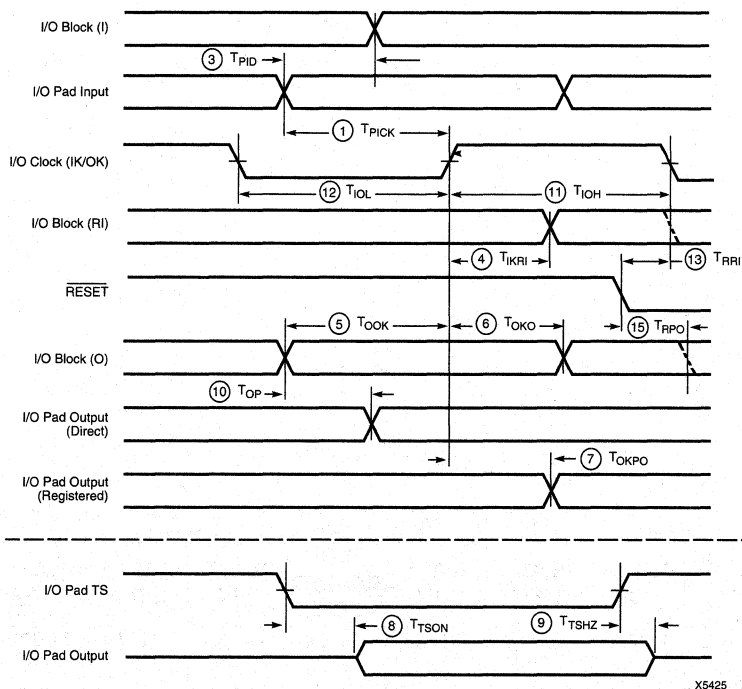 I/O Block (I)
3 TPID
I/O Pad Input
1 TPICK
I/O Clock (IK/OK)
12 TIOL
11 TIOH
I/O Block (RI)
4 TIKRI
13 TRRI
RESET
5 TOOK
6 TOKO
15 TRPO
I/O Block (O)
10 TOP
I/O Pad Output
(Direct)
7 TOKPO
I/O Pad Output
(Registered)
I/O Pad TS
8 TTSON
9 TTSHZ
I/O Pad Output
X5425